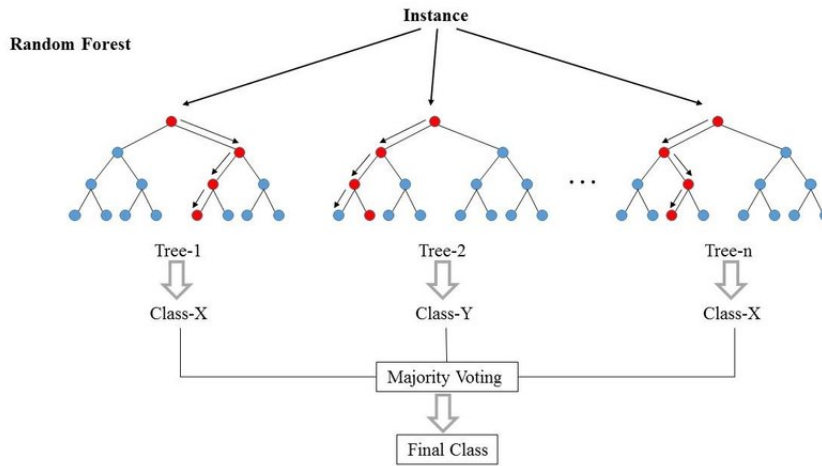 Instance
Random Forest
...
Tree-1
Tree-2
Tree-n
Class-X
Class-Y
Class-X
Majority Voting
Final Class